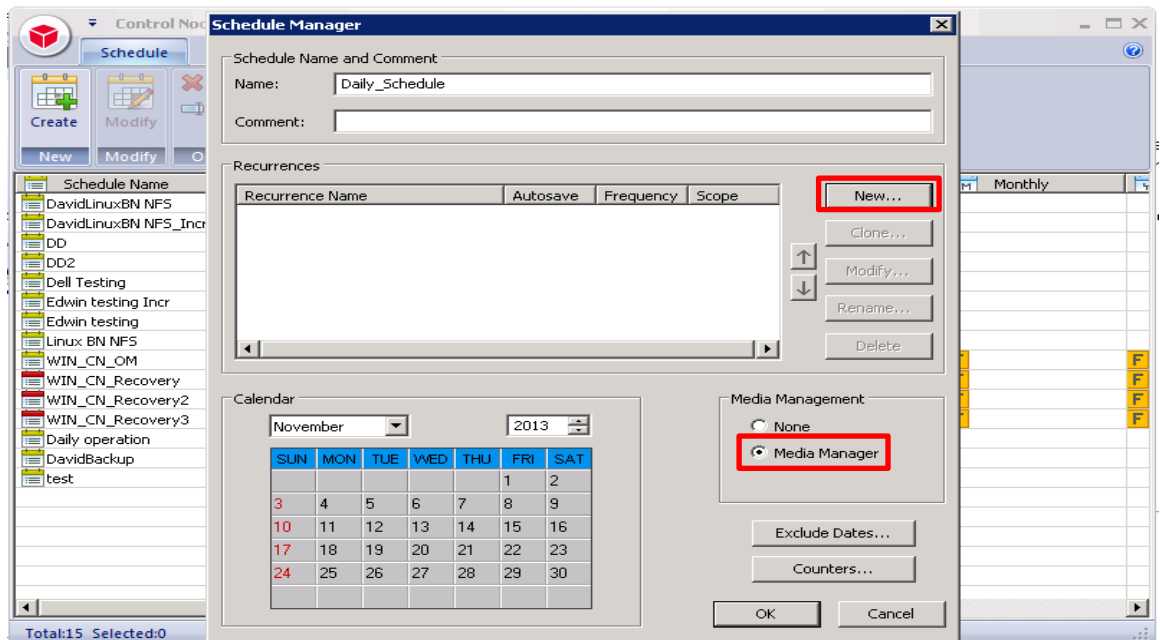 Control Noc
Schedule Manager
Schedule
Create
Modify
New
Modify
O
Schedule Name
DavidLinuxBN NFS
DavidLinuxBN NFS_Incr
DD
DD2
Dell Testing
Edwin testing Incr
Edwin testing
Linux BN NFS
WIN_CN_OM
WIN_CN_Recovery
WIN_CN_Recovery2
WIN_CN_Recovery3
Daily operation
DavidBackup
test
Total:15 Selected:0
Schedule Name and Comment
Name: Daily_Schedule
Comment:
Recurrences
Recurrence Name Autosave Frequency Scope
New...
Clone...
Modify...
Rename...
Delete
Calendar
November 2013
SUN MON TUE WED THU FRI SAT
1 2
3 4 5 6 7 8 9
10 11 12 13 14 15 16
17 18 19 20 21 22 23
24 25 26 27 28 29 30
Media Management
None
Media Manager
Exclude Dates...
Counters...
OK Cancel
M Monthly
F
F
F
F